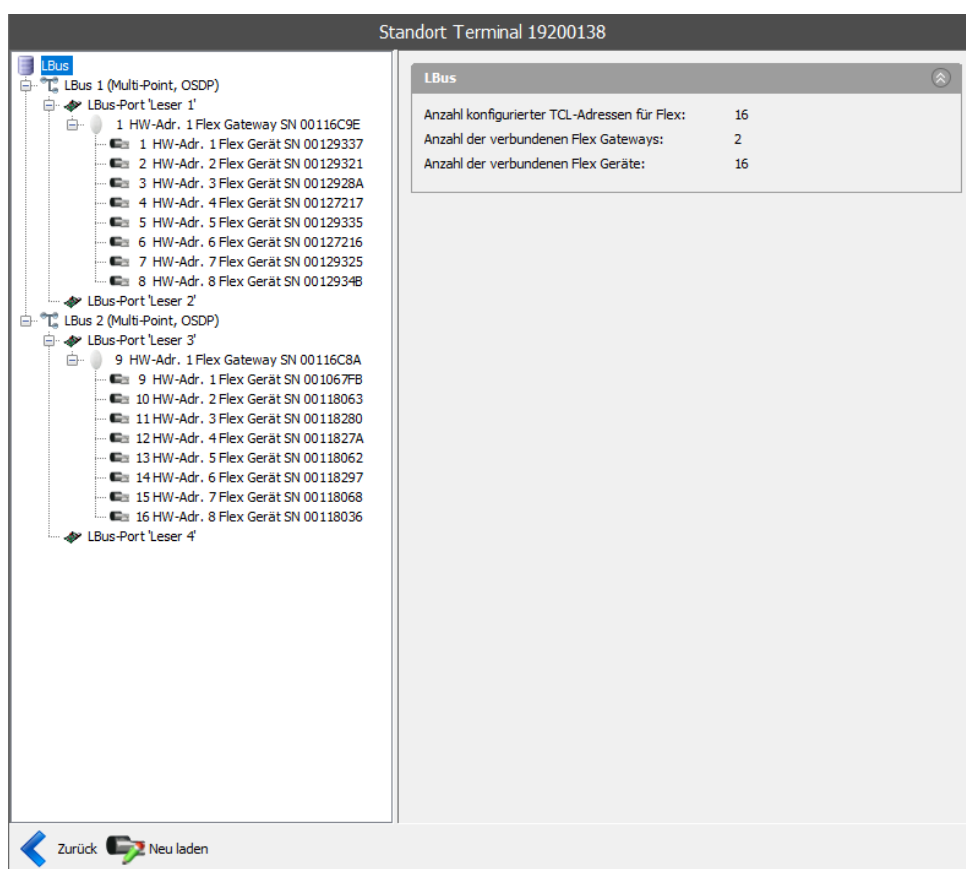 Standort Terminal 19200138
LBus
LBus 1 (Multi-Point, OSDP)
LBus-Port 'Leser 1'
1 HW-Adr. 1 Flex Gateway SN 00116C9E
1 HW-Adr. 1 Flex Gerät SN 00129337
2 HW-Adr. 2 Flex Gerät SN 00129321
3 HW-Adr. 3 Flex Gerät SN 0012928A
4 HW-Adr. 4 Flex Gerät SN 00127217
5 HW-Adr. 5 Flex Gerät SN 00129335
6 HW-Adr. 6 Flex Gerät SN 00127216
7 HW-Adr. 7 Flex Gerät SN 00129325
8 HW-Adr. 8 Flex Gerät SN 0012934B
LBus-Port 'Leser 2'
LBus 2 (Multi-Point, OSDP)
LBus-Port 'Leser 3'
9 HW-Adr. 1 Flex Gateway SN 00116C8A
9 HW-Adr. 1 Flex Gerät SN 001067FB
10 HW-Adr. 2 Flex Gerät SN 00118063
11 HW-Adr. 3 Flex Gerät SN 00118280
12 HW-Adr. 4 Flex Gerät SN 0011827A
13 HW-Adr. 5 Flex Gerät SN 00118062
14 HW-Adr. 6 Flex Gerät SN 00118297
15 HW-Adr. 7 Flex Gerät SN 00118068
16 HW-Adr. 8 Flex Gerät SN 00118036
LBus-Port 'Leser 4'
LBus
Anzahl konfigurierter TCL-Adressen für Flex: 16
Anzahl der verbundenen Flex Gateways: 2
Anzahl der verbundenen Flex Geräte: 16
Zurück Neu laden